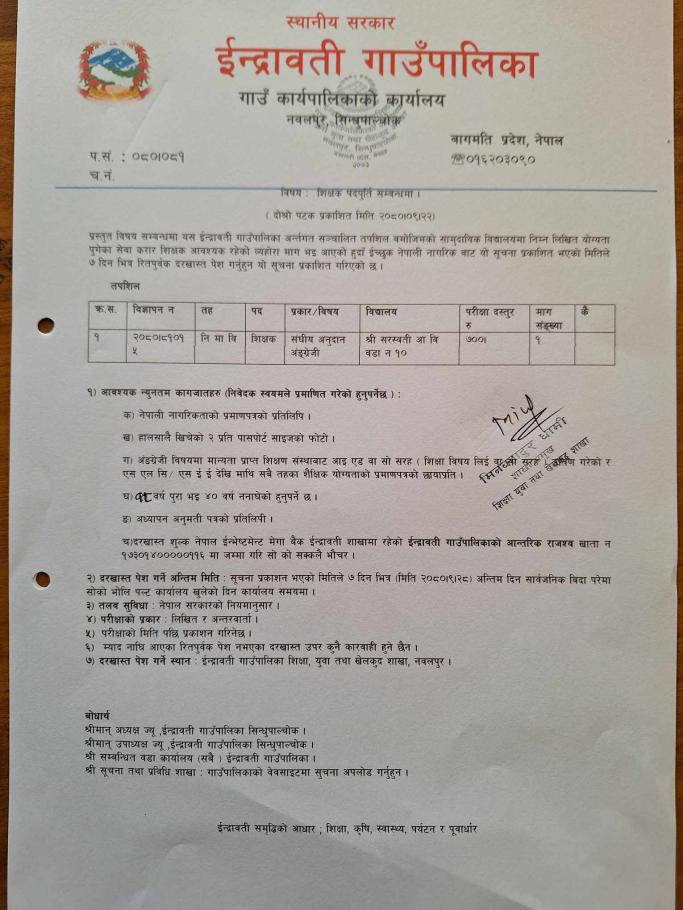 स्थानीय सरकार
ईन्द्रावती गाउँपालिका
गाउँ कार्यपालिकाको कार्यालय
नवलपुर, सिन्धुपाल्चोक
बागमति प्रदेश, नेपाल
प.सं. : ०८०।०८१
☎०१६२०३०९०
च.नं.
विषय : शिक्षक पदपुर्ति सम्बन्धमा ।
( दोश्रो पटक प्रकाशित मिति २०८०।०९।२२)
प्रस्तुत विषय सम्बन्धमा यस ईन्द्रावती गाउँपालिका अर्न्तगत सञ्चालित तपशिल बमोजिमको सामुदायिक विद्यालयमा निम्न लिखित योग्यता
पुगेका सेवा करार शिक्षक आवश्यक रहेको व्यहोरा माग भइ आएको हुदाँ ईच्छुक नेपाली नागरिक बाट यो सूचना प्रकाशित भएको मितिले
७ दिन भित्र रितपुर्वक दरखास्त पेश गर्नुहुन यो सूचना प्रकाशित गरिएको छ ।
तपशिल
क्र.स. विज्ञापन न तह पद प्रकार/विषय विद्यालय परीक्षा दस्तुर रु माग संङ्ख्या कै
१ २०८०।८१०१५ नि मा वि शिक्षक संघीय अनुदान अंङ्ग्रेजी श्री सरस्वती आ वि वडा न १० ७००। १
१) आवश्यक न्युनतम कागजातहरु (निवेदक स्वयमले प्रमाणित गरेको हुनुपर्नेछ ) :
क) नेपाली नागरिकताको प्रमाणपत्रको प्रतिलिपि ।
ख) हालसालै खिचेको २ प्रति पासपोर्ट साइजको फोटो ।
ग) अंङग्रेजी विषयमा मान्यता प्राप्त शिक्षण संस्थाबाट आइ एड वा सो सरह ( शिक्षा विषय लिई वा सो सरह ) गरेको र
एस एल सि/ एस ई ई देखि माथि सबै तहका शैक्षिक योग्यताको प्रमाणपत्रको छायाप्रति ।
घ) वर्ष पुरा भइ ४० वर्ष ननाघेको हुनुपर्ने छ ।
ङ) अध्यापन अनुमती पत्रको प्रतिलिपी ।
च)दरखास्त शुल्क नेपाल ईन्भेष्टमेन्ट मेगा बैक ईन्द्रावती शाखामा रहेको ईन्द्रावती गाउँपालिकाको आन्तरिक राजश्व खाता न
१७३०१४०००००११६ मा जम्मा गरि सो को सक्कलै भौचर ।
मिनबहादुर धामी
शाखा प्रमुख
शिक्षा युवा तथा खेलकुद शाखा
२) दरखास्त पेश गर्ने अन्तिम मिति : सूचना प्रकाशन भएको मितिले ७ दिन भित्र (मिति २०८०।९।२८) अन्तिम दिन सार्वजनिक बिदा परेमा
सोको भोलि पल्ट कार्यालय खुलेको दिन कार्यालय समयमा ।
३) तलव सुविधा : नेपाल सरकारको नियमानुसार ।
४) परीक्षाको प्रकार : लिखित र अन्तरवार्ता ।
५) परिक्षाको मिति पछि प्रकाशन गरिनेछ ।
६) म्याद नाघि आएका रितपुर्वक पेश नभएका दरखास्त उपर कुनै कारवाही हुने छैन ।
७) दरखास्त पेश गर्ने स्थान : ईन्द्रावती गाउँपालिका शिक्षा, युवा तथा खेलकुद शाखा, नवलपुर ।
बोधार्थ
श्रीमान् अध्यक्ष ज्यू ,ईन्द्रावती गाउँपालिका सिन्धुपाल्चोक ।
श्रीमान् उपाध्यक्ष ज्यू ,ईन्द्रावती गाउँपालिका सिन्धुपाल्चोक ।
श्री सम्बन्धित वडा कार्यालय (सबै ) ईन्द्रावती गाउँपालिका ।
श्री सूचना तथा प्रविधि शाखा : गाउँपालिकाको वेवसाइटमा सुचना अपलोड गर्नुहुन ।
ईन्द्रावती समृद्धिको आधार ; शिक्षा, कृषि, स्वास्थ्य, पर्यटन र पूवार्धार